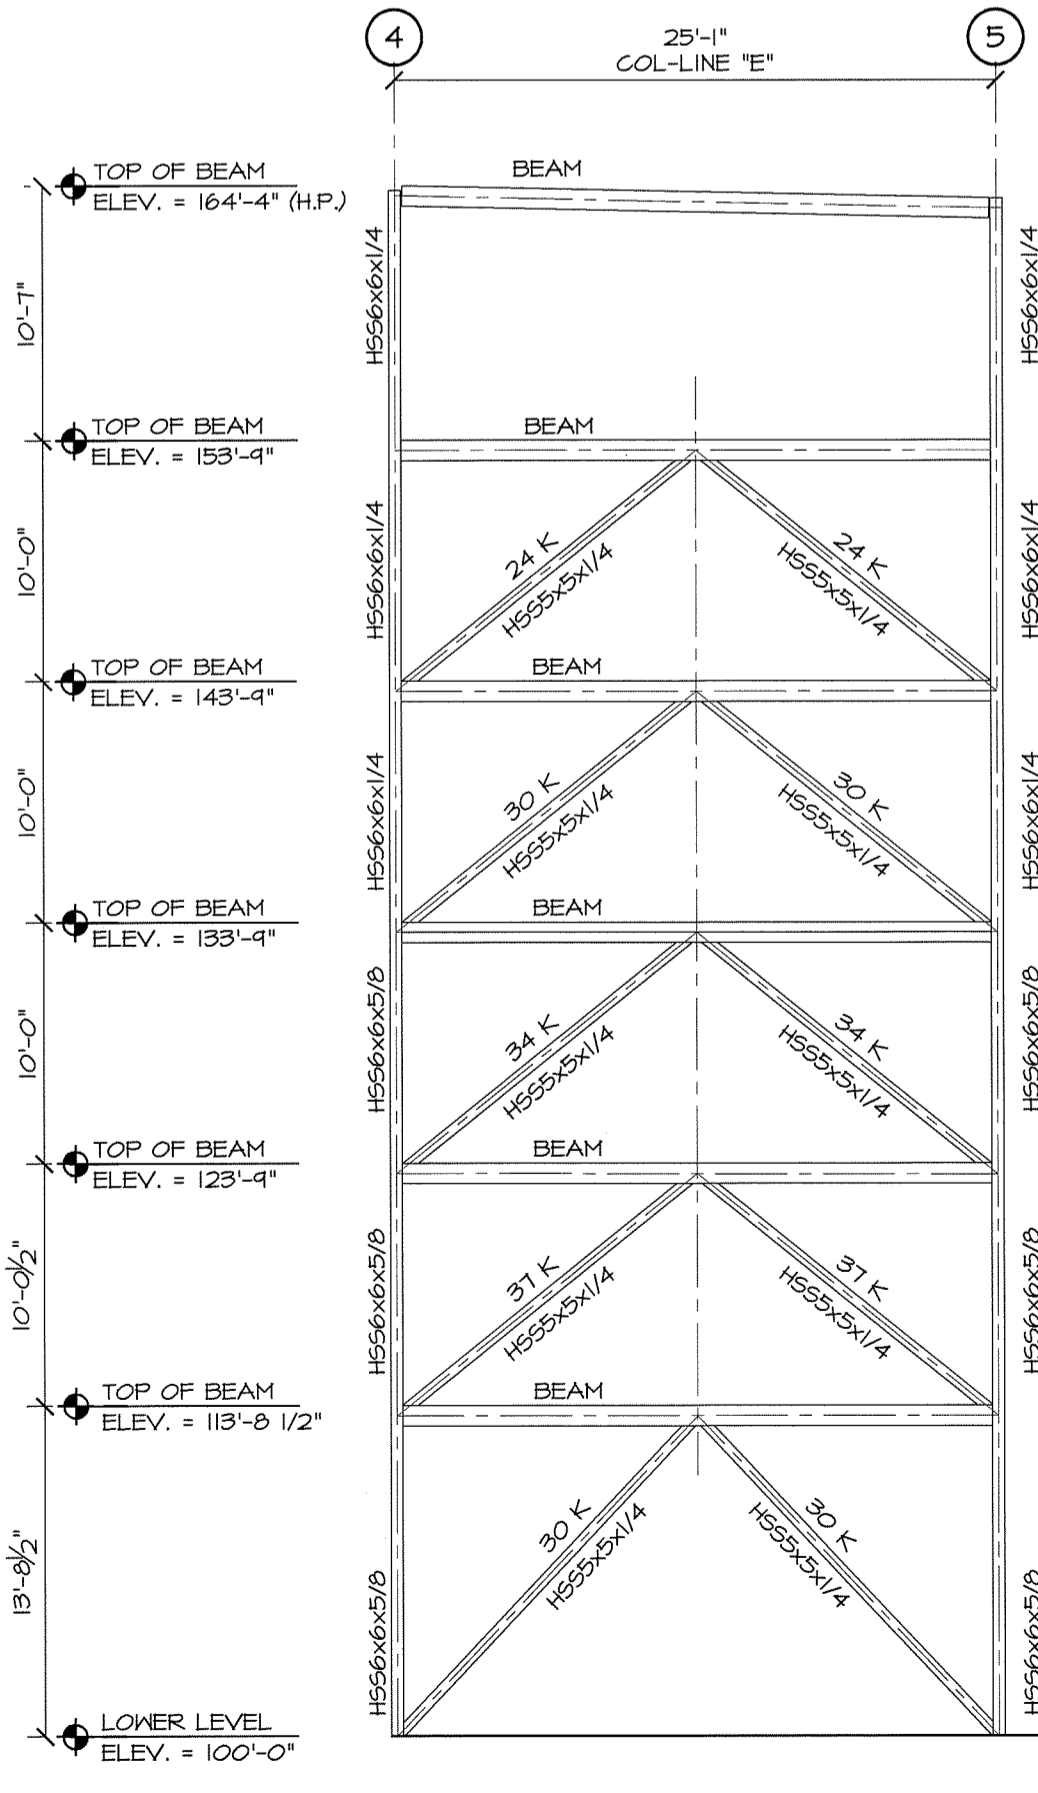 4
25'-1"
5
COL-LINE "E"
TOP OF BEAM
ELEV. = 164'-4" (H.P.)
BEAM
HSS6x6x1/4
HSS6x6x1/4
10'-7"
TOP OF BEAM
ELEV. = 153'-9"
BEAM
HSS6x6x1/4
24 K
HSS5x5x1/4
24 K
HSS5x5x1/4
HSS6x6x1/4
10'-0"
TOP OF BEAM
ELEV. = 143'-9"
BEAM
HSS6x6x1/4
30 K
HSS5x5x1/4
30 K
HSS5x5x1/4
HSS6x6x1/4
10'-0"
TOP OF BEAM
ELEV. = 133'-9"
BEAM
HSS6x6x5/8
34 K
HSS5x5x1/4
34 K
HSS5x5x1/4
HSS6x6x5/8
10'-0"
TOP OF BEAM
ELEV. = 123'-9"
BEAM
HSS6x6x5/8
37 K
HSS5x5x1/4
37 K
HSS5x5x1/4
HSS6x6x5/8
10'-0½"
TOP OF BEAM
ELEV. = 113'-8 1/2"
BEAM
HSS6x6x5/8
30 K
HSS5x5x1/4
30 K
HSS5x5x1/4
HSS6x6x5/8
13'-8½"
LOWER LEVEL
ELEV. = 100'-0"